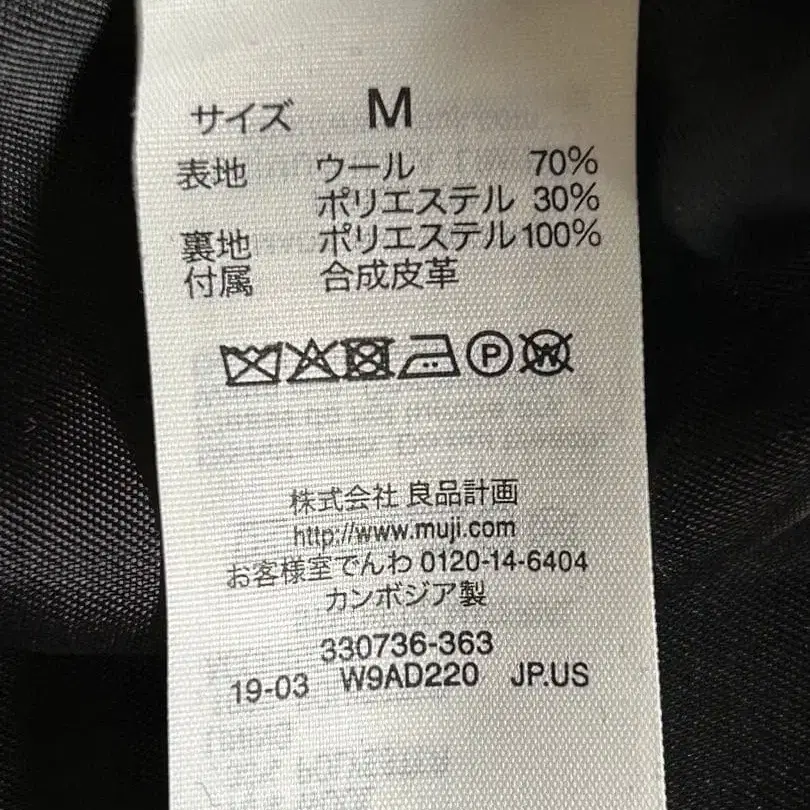 サイズ M
表地 ウール 70%
ポリエステル 30%
裏地 ポリエステル 100%
付属 合成皮革
P W
株式会社 良品計画
http://www.muji.com
お客様室でんわ 0120-14-6404
カンボジア製
330736-363
19-03 W9AD220 JP.US